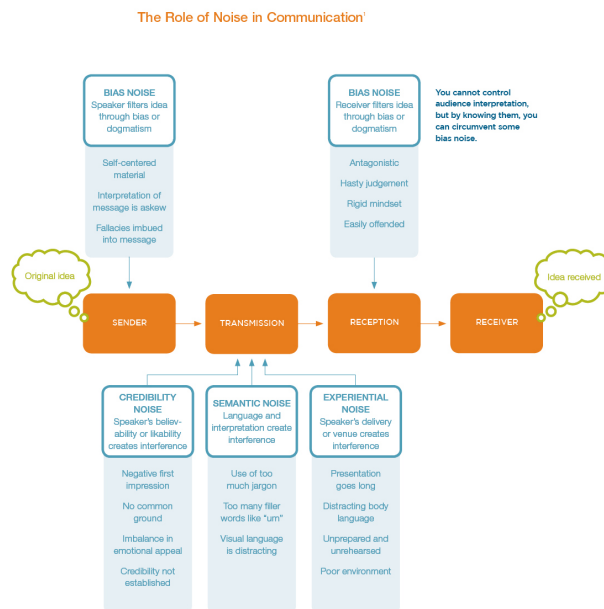 The Role of Noise in Communication¹
BIAS NOISE
Speaker filters idea
through bias or
dogmatism
Self-centered
material
Interpretation of
message is askew
Fallacies imbued
into message
BIAS NOISE
Receiver filters idea
through bias or
dogmatism
Antagonistic
Hasty judgement
Rigid mindset
Easily offended
You cannot control
audience interpretation,
but by knowing them, you
can circumvent some
bias noise.
Original idea
Idea received
SENDER
TRANSMISSION
RECEPTION
RECEIVER
CREDIBILITY
NOISE
Speaker's believ-
ability or likability
creates interference
Negative first
impression
No common
ground
Imbalance in
emotional appeal
Credibility not
established
SEMANTIC NOISE
Language and
interpretation create
interference
Use of too
much jargon
Too many filler
words like "um"
Visual language
is distracting
EXPERIENTIAL
NOISE
Speaker's delivery
or venue creates
interference
Presentation
goes long
Distracting body
language
Unprepared and
unrehearsed
Poor environment